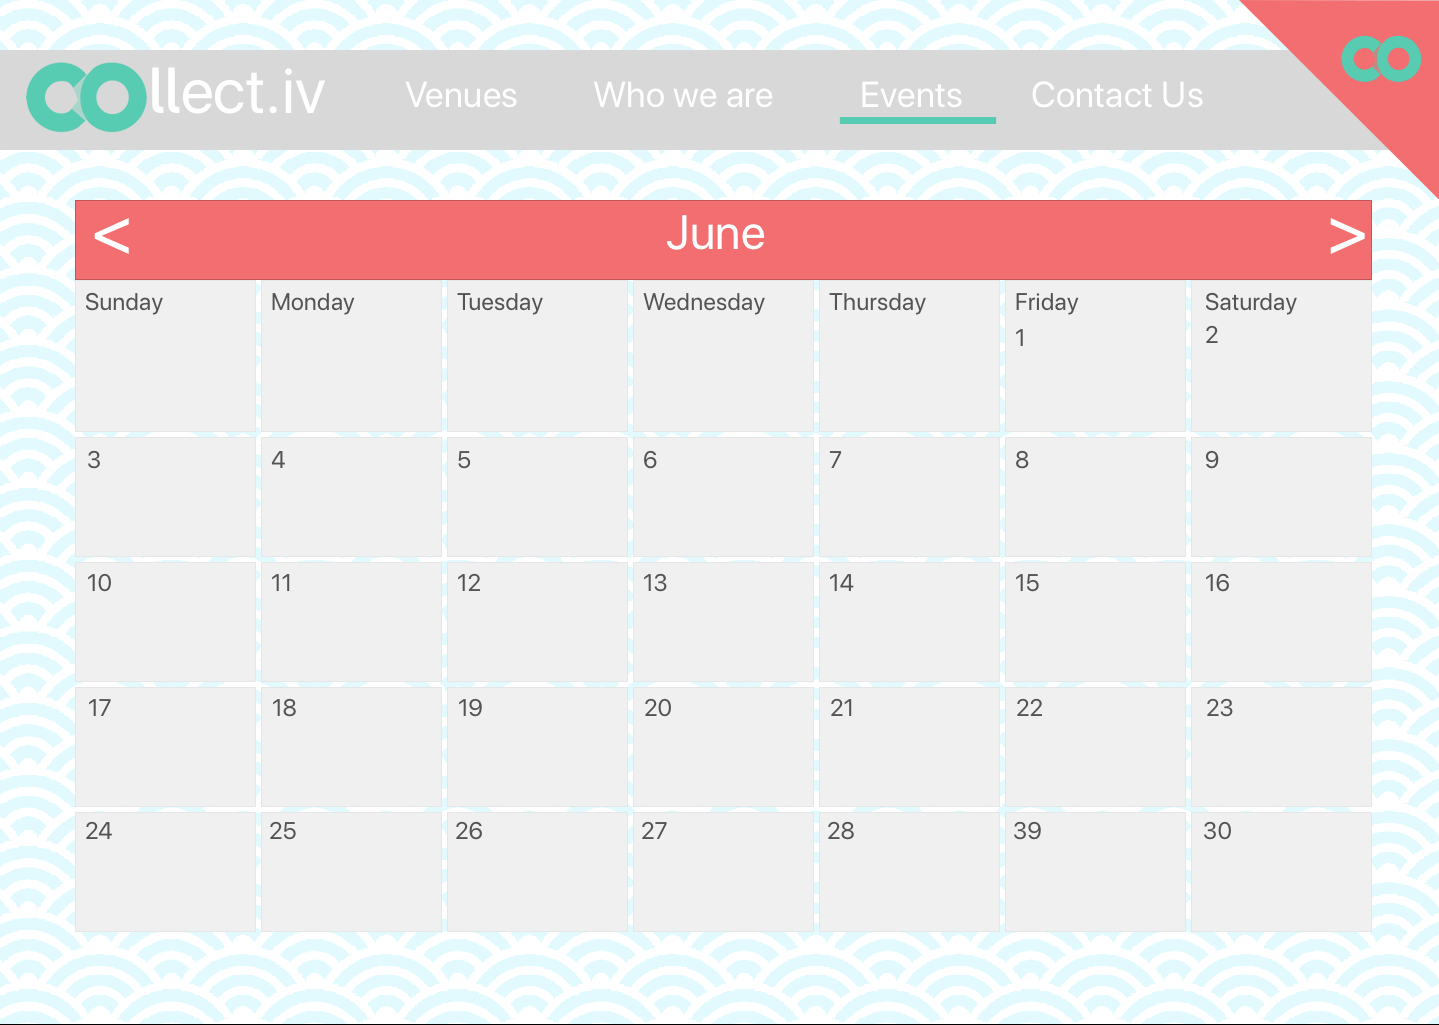 collect.iv Venues Who we are Events Contact Us
co
< June >
Sunday Monday Tuesday Wednesday Thursday Friday Saturday
1 2
3 4 5 6 7 8 9
10 11 12 13 14 15 16
17 18 19 20 21 22 23
24 25 26 27 28 39 30